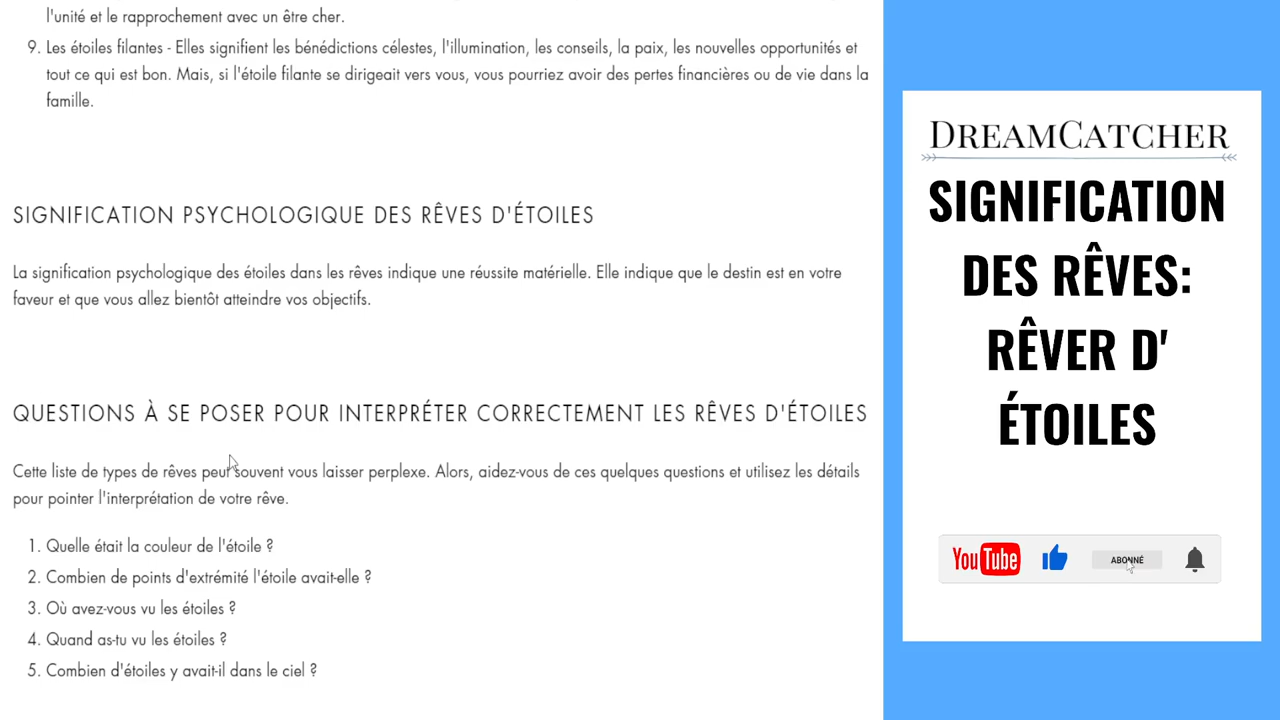 l'unité et le rapprochement avec un être cher.
9. Les étoiles filantes - Elles signifient les bénédictions célestes, l'illumination, les conseils, la paix, les nouvelles opportunités et
tout ce qui est bon. Mais, si l'étoile filante se dirigeait vers vous, vous pourriez avoir des pertes financières ou de vie dans la
famille.
SIGNIFICATION PSYCHOLOGIQUE DES RÊVES D'ÉTOILES
La signification psychologique des étoiles dans les rêves indique une réussite matérielle. Elle indique que le destin est en votre
faveur et que vous allez bientôt atteindre vos objectifs.
QUESTIONS À SE POSER POUR INTERPRÉTER CORRECTEMENT LES RÊVES D'ÉTOILES
Cette liste de types de rêves peut souvent vous laisser perplexe. Alors, aidez-vous de ces quelques questions et utilisez les détails
pour pointer l'interprétation de votre rêve.
1. Quelle était la couleur de l'étoile ?
2. Combien de points d'extrémité l'étoile avait-elle ?
3. Où avez-vous vu les étoiles ?
4. Quand as-tu vu les étoiles ?
5. Combien d'étoiles y avait-il dans le ciel ?
DREAMCATCHER
SIGNIFICATION
DES RÊVES:
RÊVER D'
ÉTOILES
YouTube
ABONNÉ